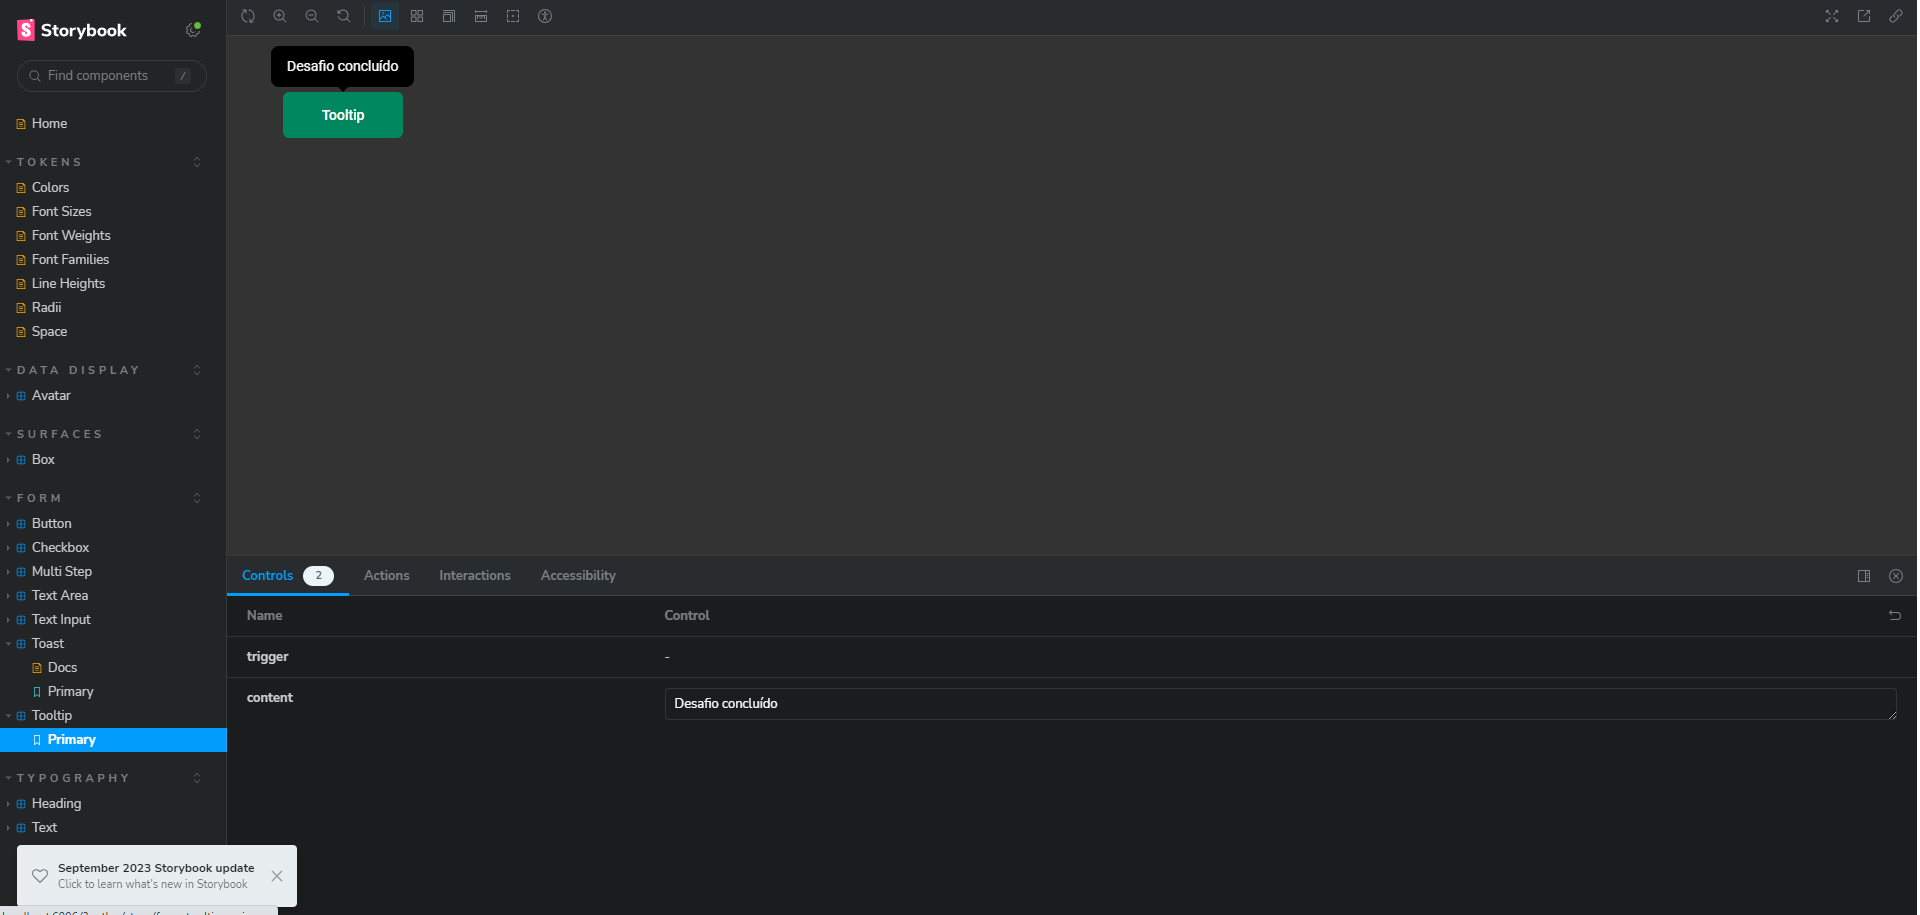 Storybook
Find components /
Home
TOKENS
Colors
Font Sizes
Font Weights
Font Families
Line Heights
Radii
Space
DATA DISPLAY
Avatar
SURFACES
Box
FORM
Button
Checkbox
Multi Step
Text Area
Text Input
Toast
Docs
Primary
Tooltip
Primary
TYPOGRAPHY
Heading
Text
September 2023 Storybook update
Click to learn what's new in Storybook
Desafio concluído
Tooltip
Controls 2 Actions Interactions Accessibility
Name Control
trigger -
content Desafio concluído